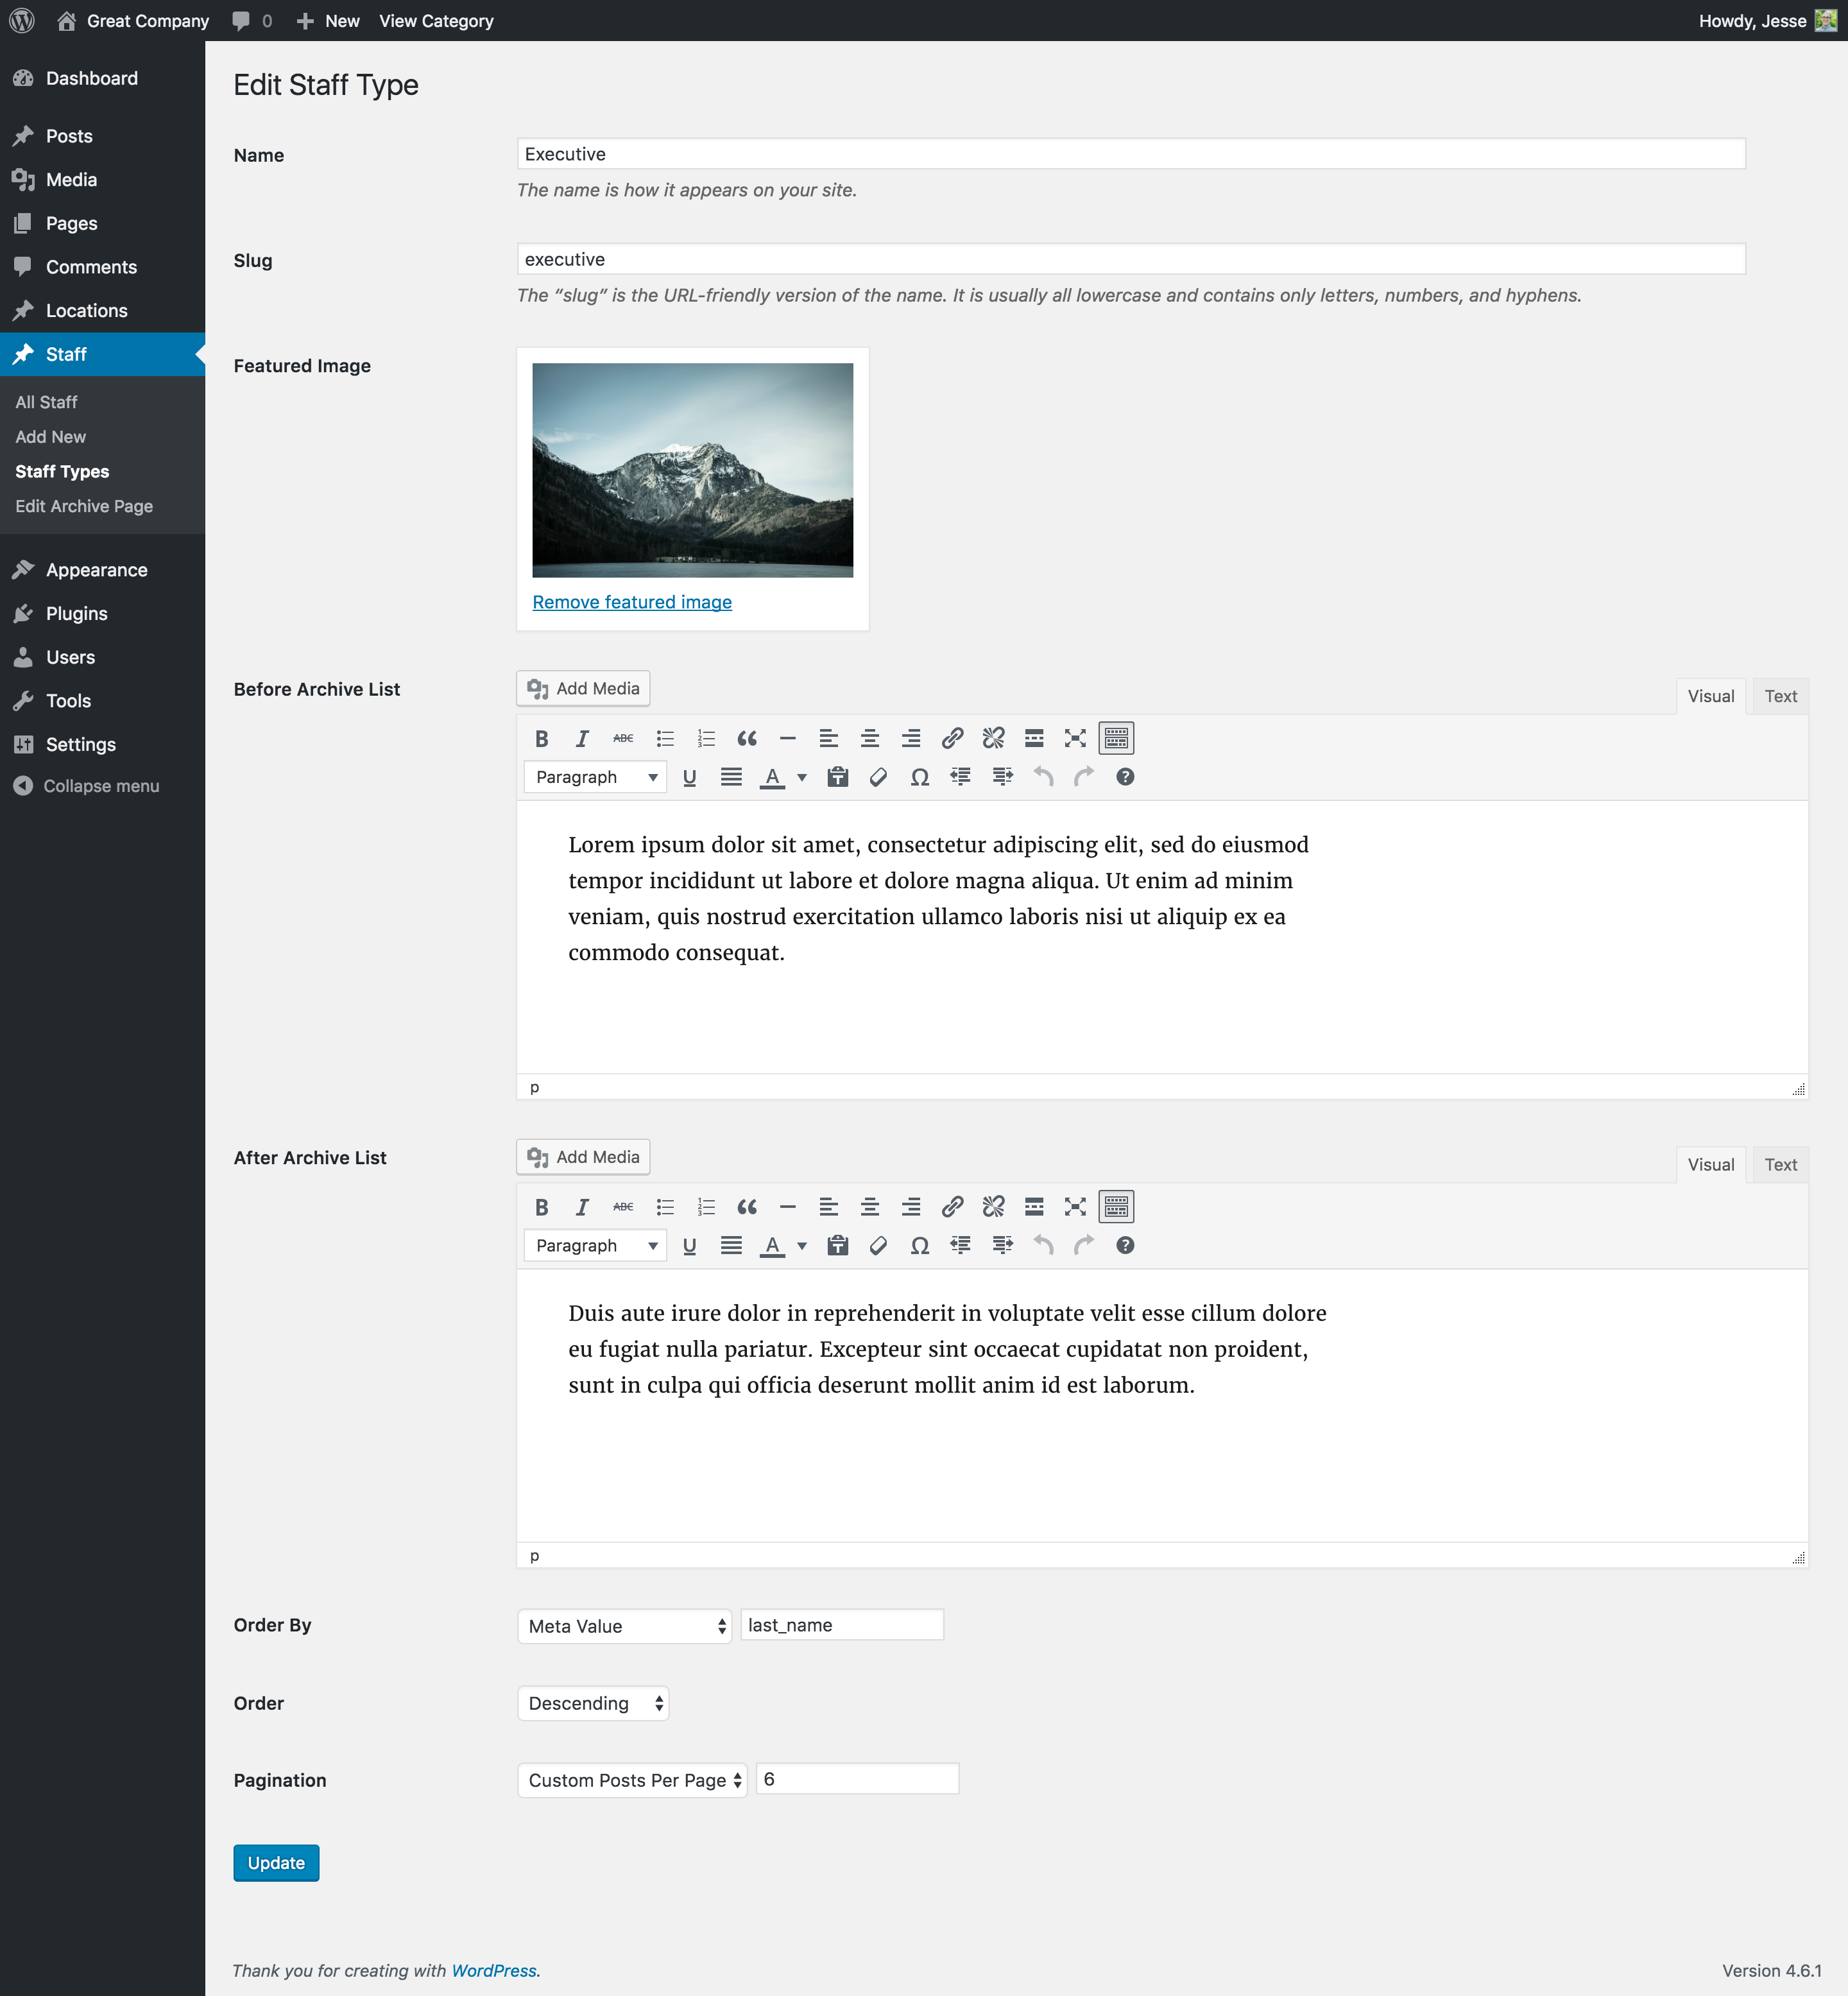 Great Company 0 New View Category Howdy, Jesse
Dashboard
Posts
Media
Pages
Comments
Locations
Staff
All Staff
Add New
Staff Types
Edit Archive Page
Appearance
Plugins
Users
Tools
Settings
Collapse menu
Edit Staff Type
Name
Executive
The name is how it appears on your site.
Slug
executive
The “slug” is the URL-friendly version of the name. It is usually all lowercase and contains only letters, numbers, and hyphens.
Featured Image
Remove featured image
Before Archive List
Add Media
Visual Text
B I ABC
Paragraph U A Ω ?
Lorem ipsum dolor sit amet, consectetur adipiscing elit, sed do eiusmod
tempor incididunt ut labore et dolore magna aliqua. Ut enim ad minim
veniam, quis nostrud exercitation ullamco laboris nisi ut aliquip ex ea
commodo consequat.
p
After Archive List
Add Media
Visual Text
B I ABC
Paragraph U A Ω ?
Duis aute irure dolor in reprehenderit in voluptate velit esse cillum dolore
eu fugiat nulla pariatur. Excepteur sint occaecat cupidatat non proident,
sunt in culpa qui officia deserunt mollit anim id est laborum.
p
Order By
Meta Value last_name
Order
Descending
Pagination
Custom Posts Per Page 6
Update
Thank you for creating with WordPress.
Version 4.6.1